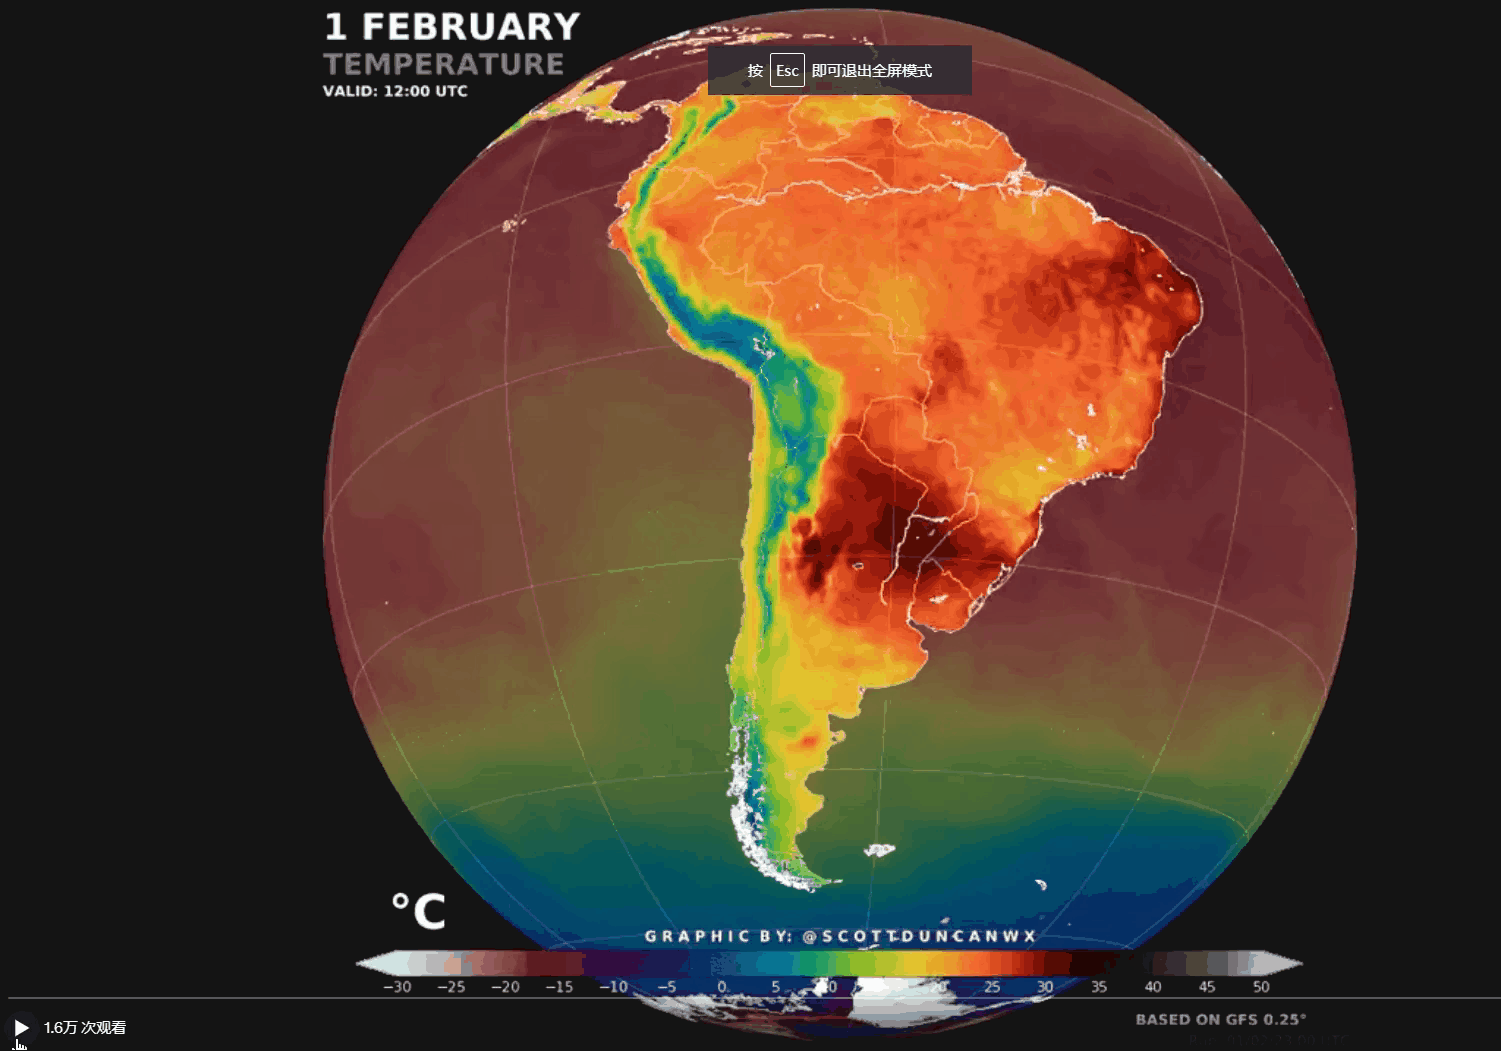 1 FEBRUARY
TEMPERATURE
VALID: 12:00 UTC
按 Esc 即可退出全屏模式
°C
GRAPHIC BY: @SCOTTDUNCANWX
−30 −25 −20 −15 −10 −5 0 5 10 20 25 30 35 40 45 50
1.6万 次观看
BASED ON GFS 0.25°